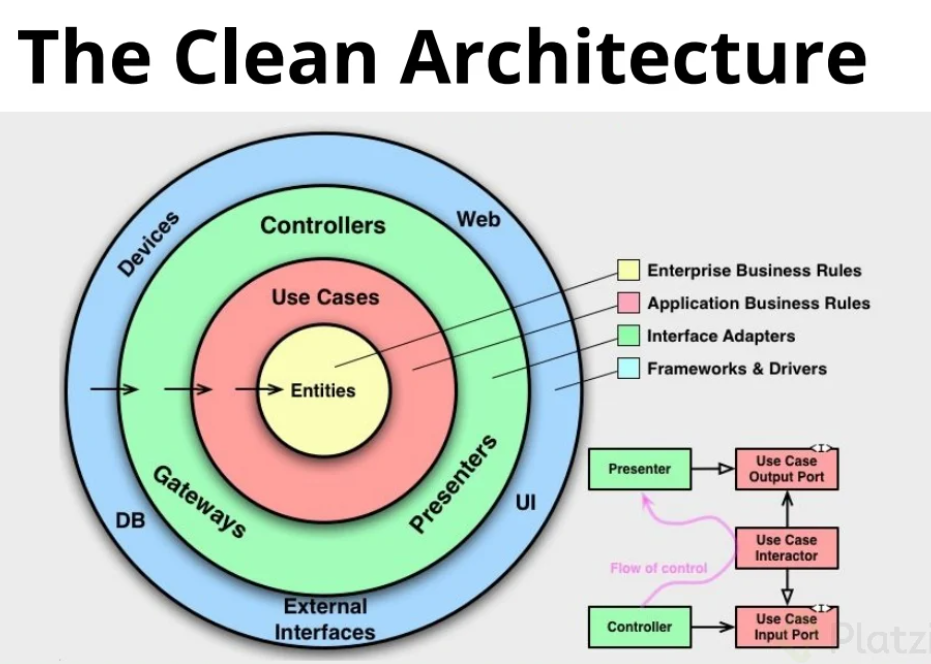 The Clean Architecture
Devices
Controllers
Web
Use Cases
Entities
Gateways
Presenters
DB
UI
External
Interfaces
Enterprise Business Rules
Application Business Rules
Interface Adapters
Frameworks & Drivers
Presenter
Use Case
Output Port
<I>
Use Case
Interactor
Flow of control
Controller
Use Case
Input Port
<I>
Platzi